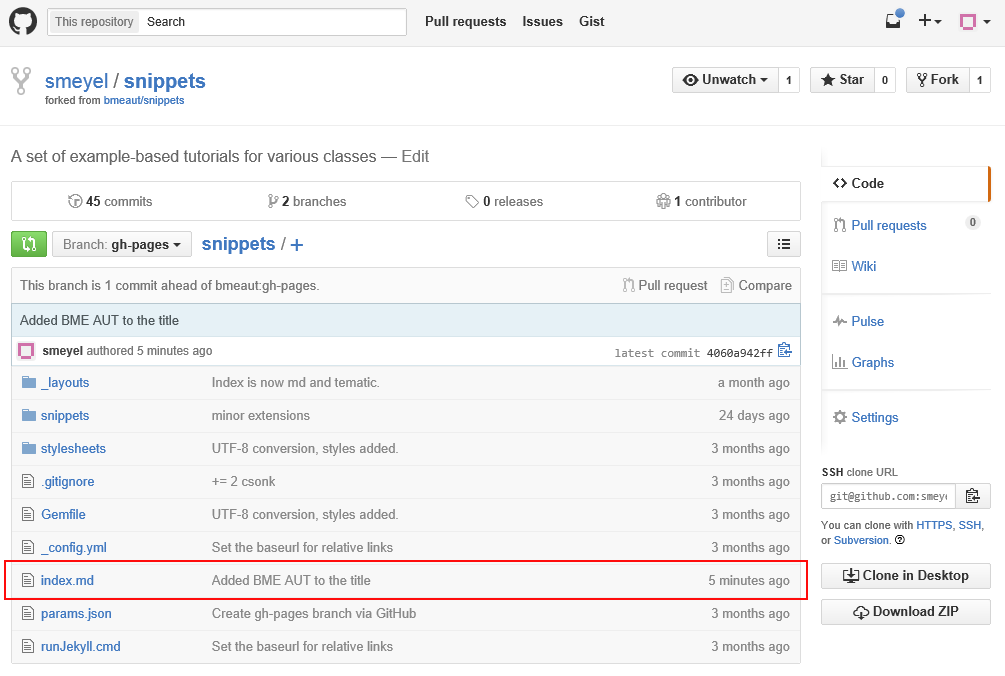 This repository Search Pull requests Issues Gist
smeyel / snippets Unwatch 1 Star 0 Fork 1
forked from bmeaut/snippets
A set of example-based tutorials for various classes — Edit
45 commits 2 branches 0 releases 1 contributor
Branch: gh-pages snippets / +
This branch is 1 commit ahead of bmeaut:gh-pages. Pull request Compare
Added BME AUT to the title
smeyel authored 5 minutes ago latest commit 4060a942ff
_layouts Index is now md and tematic. a month ago
snippets minor extensions 24 days ago
stylesheets UTF-8 conversion, styles added. 3 months ago
.gitignore += 2 csonk 3 months ago
Gemfile UTF-8 conversion, styles added. 3 months ago
_config.yml Set the baseurl for relative links 3 months ago
index.md Added BME AUT to the title 5 minutes ago
params.json Create gh-pages branch via GitHub 3 months ago
runJekyll.cmd Set the baseurl for relative links 3 months ago
Code
Pull requests 0
Wiki
Pulse
Graphs
Settings
SSH clone URL
git@github.com:smeye
You can clone with HTTPS, SSH,
or Subversion.
Clone in Desktop
Download ZIP